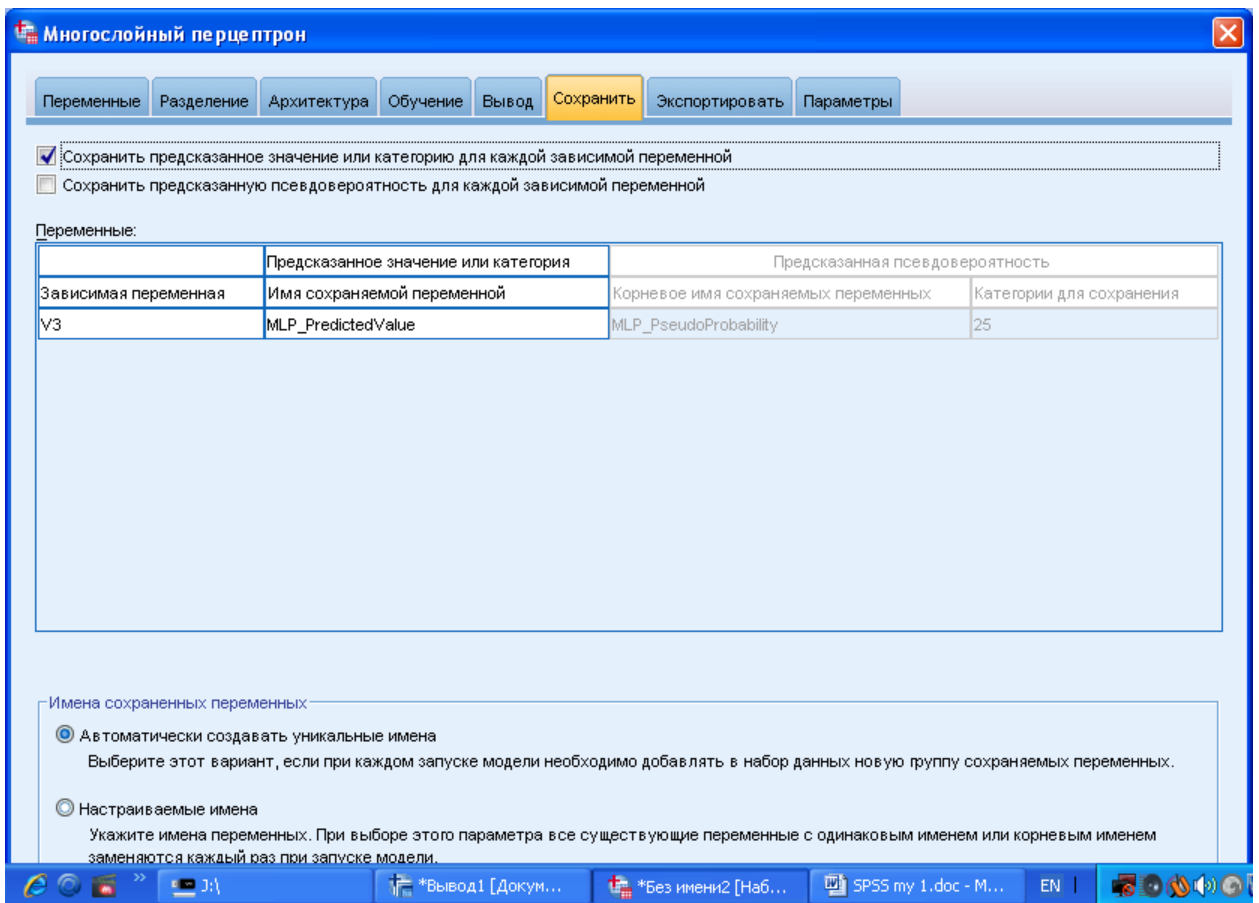 Многослойный перцептрон
Переменные Разделение Архитектура Обучение Вывод Сохранить Экспортировать Параметры
Сохранить предсказанное значение или категорию для каждой зависимой переменной
Сохранить предсказанную псевдовероятность для каждой зависимой переменной
Переменные:
Предсказанное значение или категория Предсказанная псевдовероятность
Зависимая переменная Имя сохраняемой переменной Корневое имя сохраняемых переменных Категории для сохранения
V3 MLP_PredictedValue MLP_PseudoProbability 25
Имена сохраненных переменных
Автоматически создавать уникальные имена
Выберите этот вариант, если при каждом запуске модели необходимо добавлять в набор данных новую группу сохраняемых переменных.
Настраиваемые имена
Укажите имена переменных. При выборе этого параметра все существующие переменные с одинаковым именем или корневым именем
заменяются каждый раз при запуске модели.
» J:\ *Вывод1 [Докум... *Без имени2 [Наб... SPSS my 1.doc - M... EN